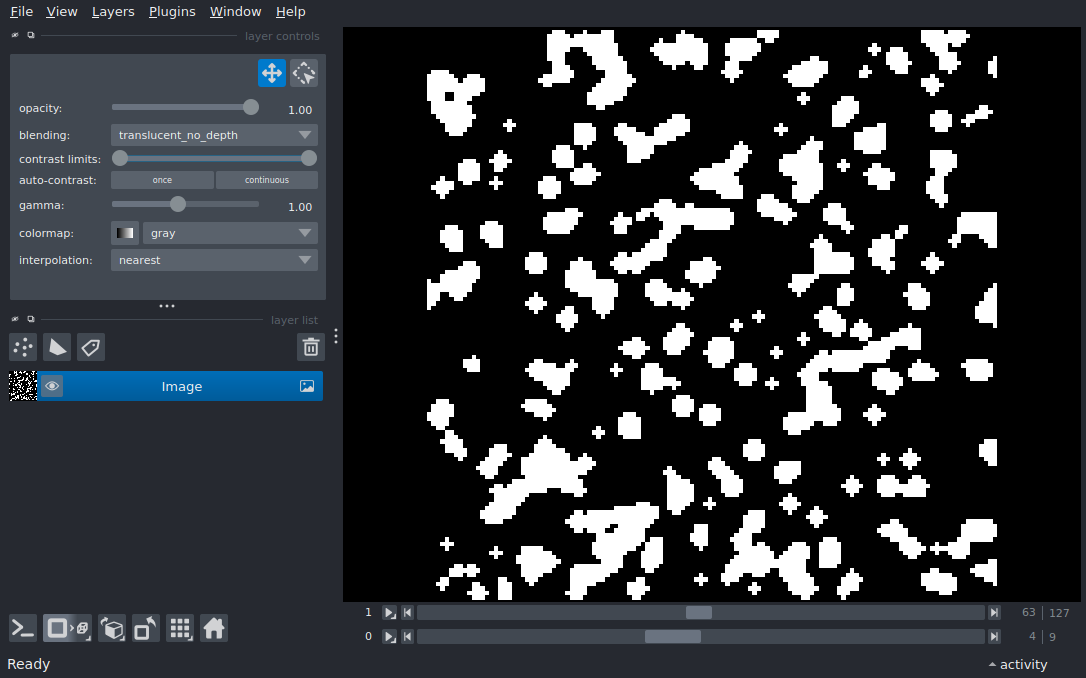 File View Layers Plugins Window Help
layer controls
opacity: 1.00
blending: translucent_no_depth
contrast limits:
auto-contrast: once continuous
gamma: 1.00
colormap: gray
interpolation: nearest
layer list
Image
1 63 127
0 4 9
Ready activity